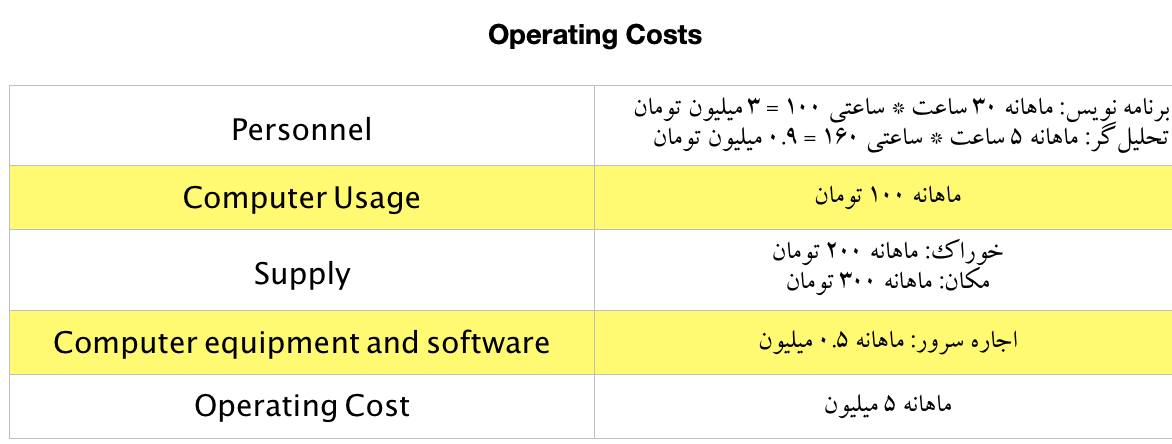 Operating Costs
Personnel
برنامه نویس: ماهانه ۳۰ ساعت * ساعتی ۱۰۰ = ۳ میلیون تومان
تحلیل‌گر: ماهانه ۵ ساعت * ساعتی ۱۶۰ = ۰.۹ میلیون تومان
Computer Usage
ماهانه ۱۰۰ تومان
Supply
خوراک: ماهانه ۲۰۰ تومان
مکان: ماهانه ۳۰۰ تومان
Computer equipment and software
اجاره سرور: ماهانه ۰.۵ میلیون
Operating Cost
ماهانه ۵ میلیون